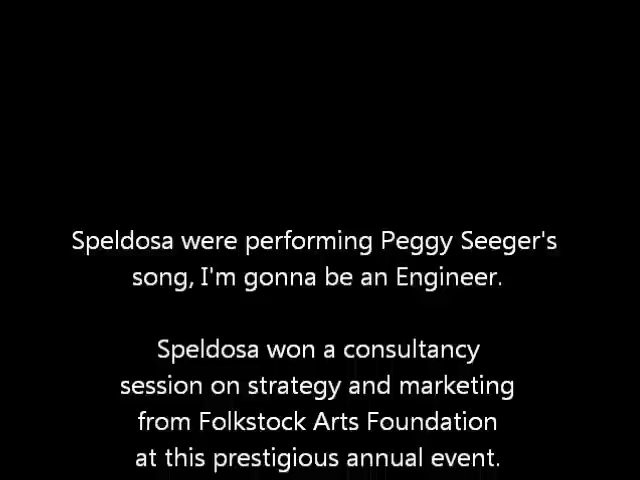 Speldosa were performing Peggy Seeger's
song, I'm gonna be an Engineer.
Speldosa won a consultancy
session on strategy and marketing
from Folkstock Arts Foundation
at this prestigious annual event.